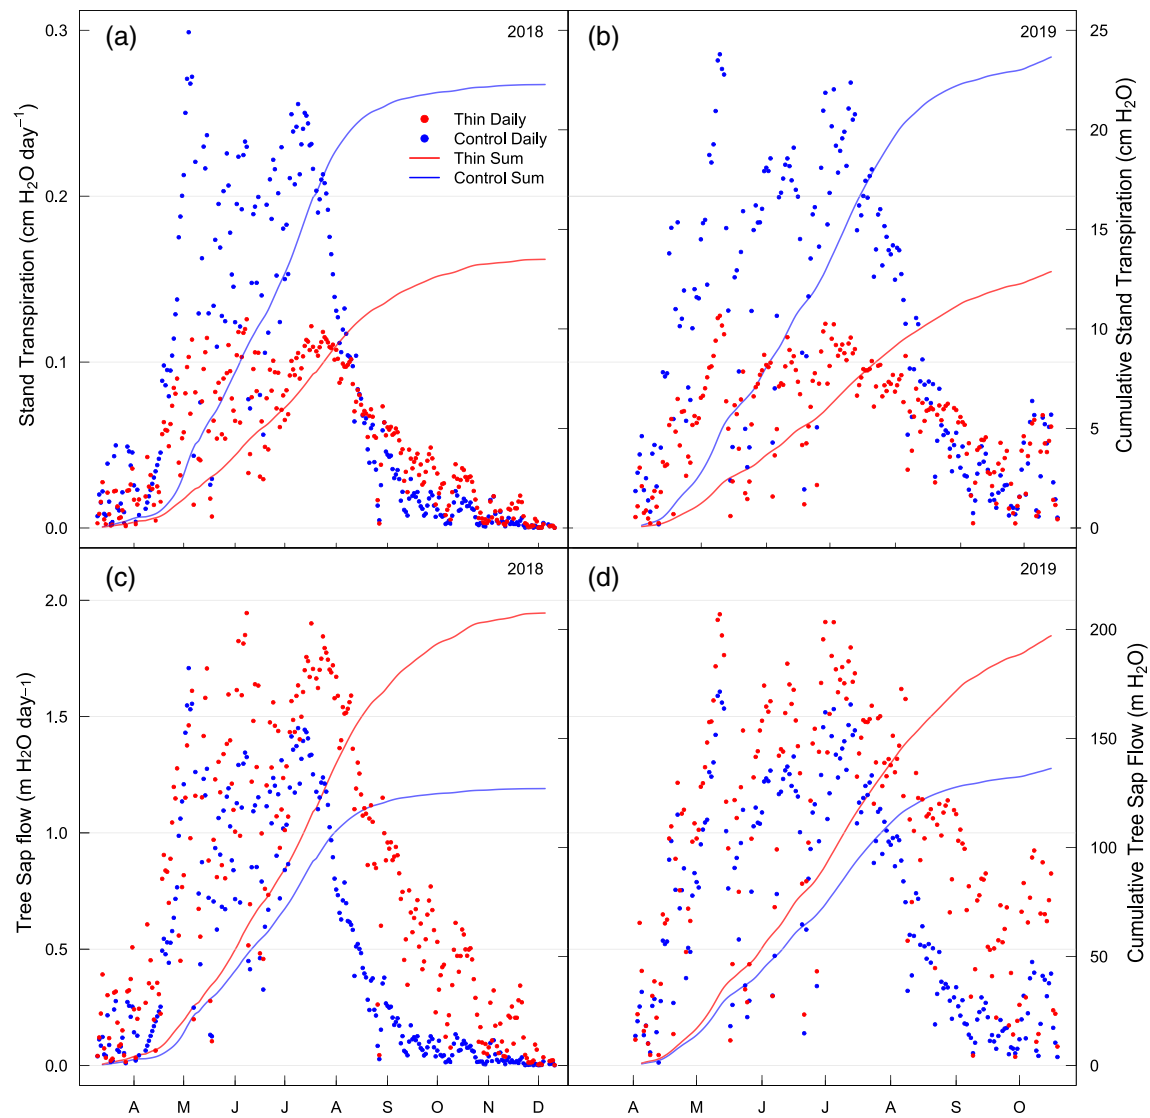 (a)
2018
(b)
2019
0.3
0.2
0.1
0.0
Stand Transpiration (cm H₂O day⁻¹)
Thin Daily
Control Daily
Thin Sum
Control Sum
25
20
15
10
5
0
Cumulative Stand Transpiration (cm H₂O)
(c)
2018
(d)
2019
2.0
1.5
1.0
0.5
0.0
Tree Sap flow (m H₂O day−1)
200
150
100
50
0
Cumulative Tree Sap Flow (m H₂O)
A M J J A S O N D
A M J J A S O